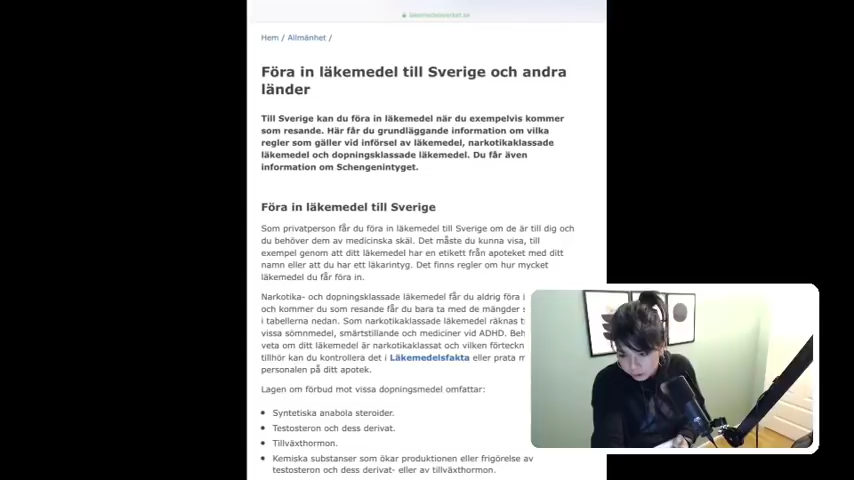 lakemedelsverket.se
Hem / Allmänhet /
Föra in läkemedel till Sverige och andra
länder
Till Sverige kan du föra in läkemedel när du exempelvis kommer
som resande. Här får du grundläggande information om vilka
regler som gäller vid införsel av läkemedel, narkotikaklassade
läkemedel och dopningsklassade läkemedel. Du får även
information om Schengenintyget.
Föra in läkemedel till Sverige
Som privatperson får du föra in läkemedel till Sverige om de är till dig och
du behöver dem av medicinska skäl. Det måste du kunna visa, till
exempel genom att ditt läkemedel har en etikett från apoteket med ditt
namn eller att du har ett läkarintyg. Det finns regler om hur mycket
läkemedel du får föra in.
Narkotika- och dopningsklassade läkemedel får du aldrig föra i
och kommer du som resande får du bara ta med de mängder s
i tabellerna nedan. Som narkotikaklassade läkemedel räknas t
vissa sömnmedel, smärtstillande och mediciner vid ADHD. Beh
veta om ditt läkemedel är narkotikaklassat och vilken förteckn
tillhör kan du kontrollera det i Läkemedelsfakta eller prata m
personalen på ditt apotek.
Lagen om förbud mot vissa dopningsmedel omfattar:
• Syntetiska anabola steroider.
• Testosteron och dess derivat.
• Tillväxthormon.
• Kemiska substanser som ökar produktionen eller frigörelse av
testosteron och dess derivat- eller av tillväxthormon.